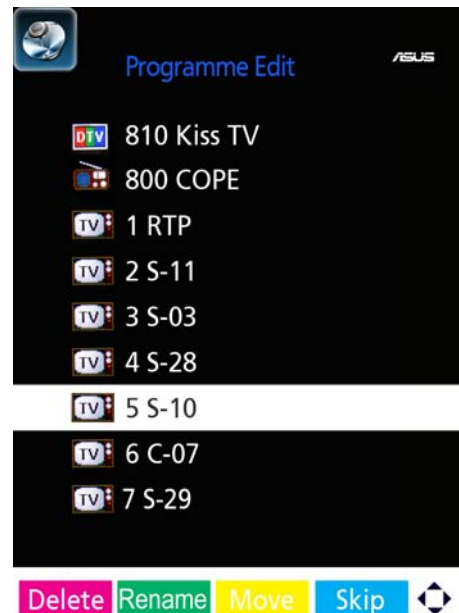 Programme Edit
ASUS
DTV 810 Kiss TV
800 COPE
TV 1 RTP
TV 2 S-11
TV 3 S-03
TV 4 S-28
TV 5 S-10
TV 6 C-07
TV 7 S-29
Delete Rename Move Skip